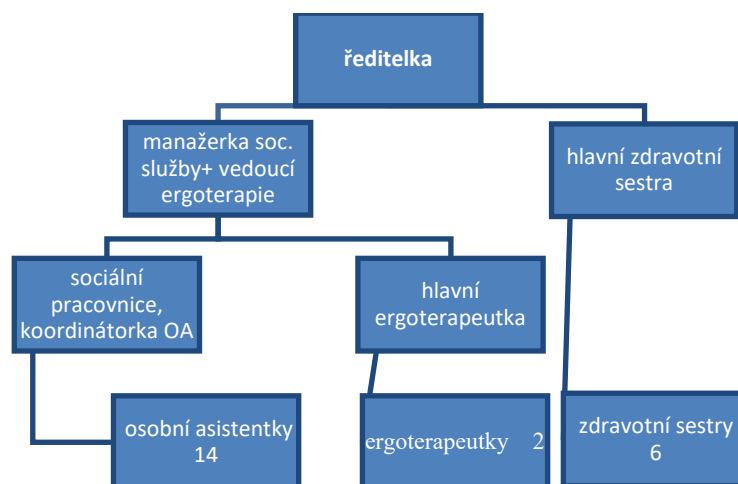 ředitelka
manažerka soc.
služby+ vedoucí
ergoterapie
hlavní zdravotní
sestra
sociální
pracovnice,
koordinátorka OA
hlavní
ergoterapeutka
osobní asistentky
14
ergoterapeutky 2
zdravotní sestry
6